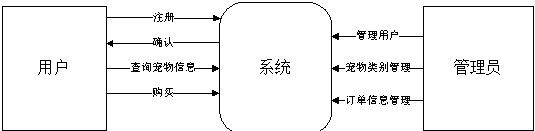 用户
注册
确认
查询宠物信息
购买
系统
管理用户
宠物类别管理
订单信息管理
管理员